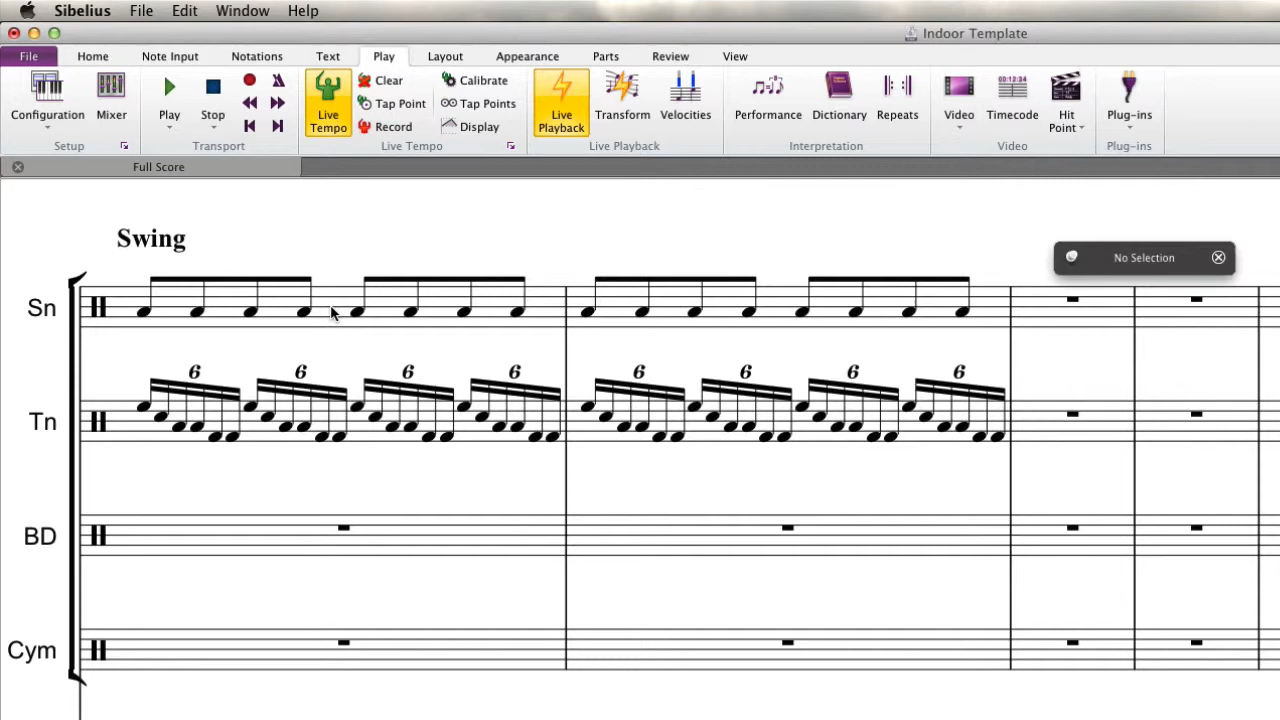 Sibelius File Edit Window Help
Indoor Template
File Home Note Input Notations Text Play Layout Appearance Parts Review View
Configuration Mixer Play Stop Live Tempo Clear Tap Point Record Calibrate Tap Points Display Live Playback Transform Velocities Performance Dictionary Repeats Video Timecode Hit Point Plug-ins
00:12:34
Setup Transport Live Tempo Live Playback Interpretation Video Plug-ins
Full Score
Swing
No Selection
Sn
6 6 6 6 6 6 6 6
Tn
BD
Cym